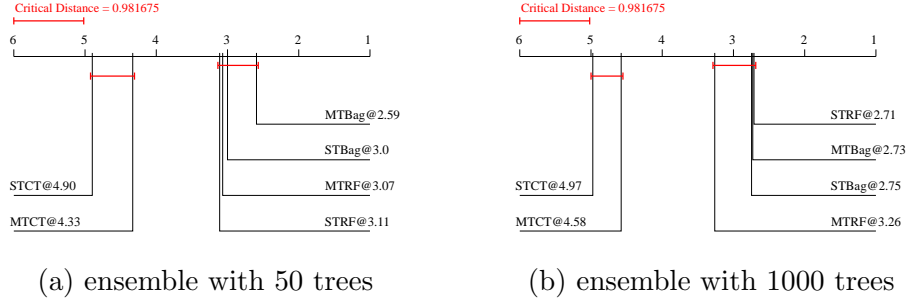 Critical Distance = 0.981675
6 5 4 3 2 1
MTBag@2.59
STBag@3.0
STCT@4.90 MTRF@3.07
MTCT@4.33 STRF@3.11
(a) ensemble with 50 trees
Critical Distance = 0.981675
6 5 4 3 2 1
STRF@2.71
MTBag@2.73
STCT@4.97 STBag@2.75
MTCT@4.58 MTRF@3.26
(b) ensemble with 1000 trees